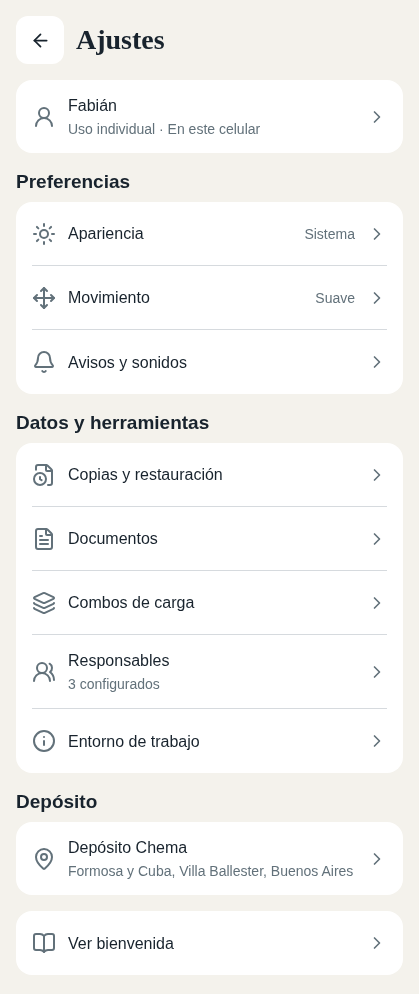 Ajustes
Fabián
Uso individual · En este celular
Preferencias
Apariencia
Sistema
Movimiento
Suave
Avisos y sonidos
Datos y herramientas
Copias y restauración
Documentos
Combos de carga
Responsables
3 configurados
Entorno de trabajo
Depósito
Depósito Chema
Formosa y Cuba, Villa Ballester, Buenos Aires
Ver bienvenida